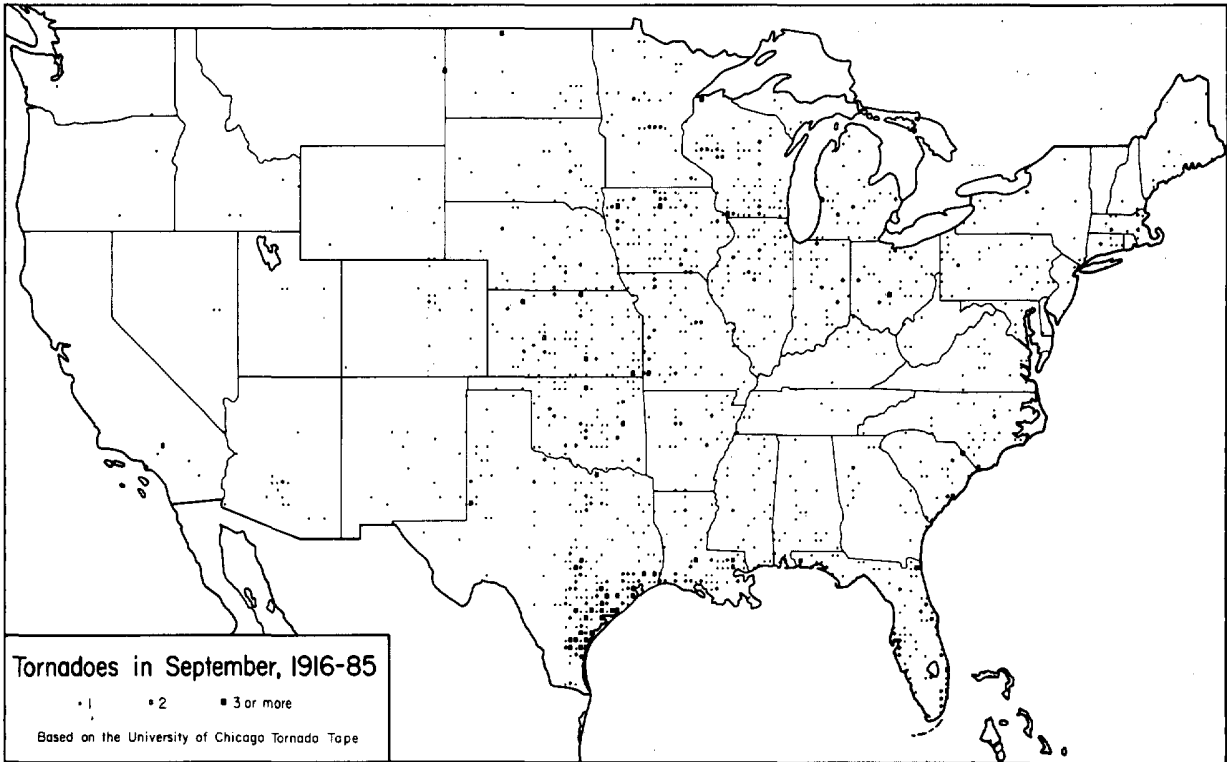 Tornadoes in September, 1916-85
1 2 3 or more
Based on the University of Chicago Tornado Tape